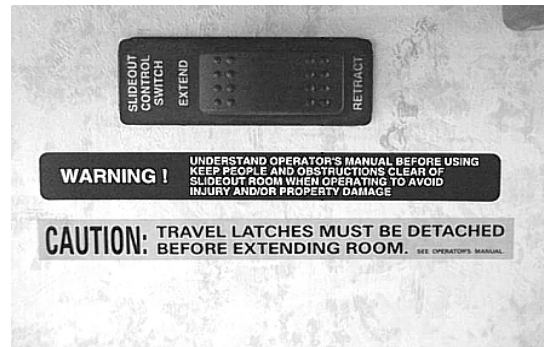 SLIDEOUT
CONTROL
SWITCH
EXTEND
RETRACT
WARNING !
UNDERSTAND OPERATOR'S MANUAL BEFORE USING
KEEP PEOPLE AND OBSTRUCTIONS CLEAR OF
SLIDEOUT ROOM WHEN OPERATING TO AVOID
INJURY AND/OR PROPERTY DAMAGE
CAUTION: TRAVEL LATCHES MUST BE DETACHED
BEFORE EXTENDING ROOM. SEE OPERATOR'S MANUAL.